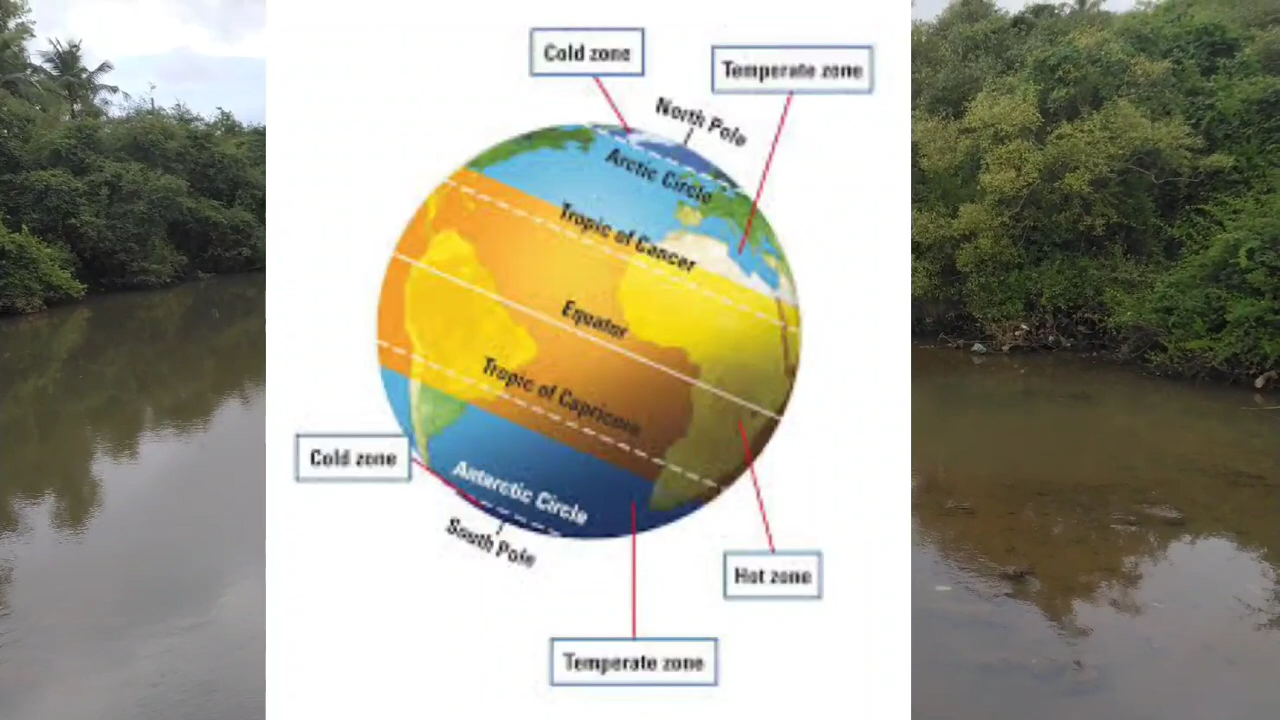 Cold zone
Temperate zone
North Pole
Arctic Circle
Tropic of Cancer
Equator
Tropic of Capricorn
Cold zone
Antarctic Circle
South Pole
Hot zone
Temperate zone